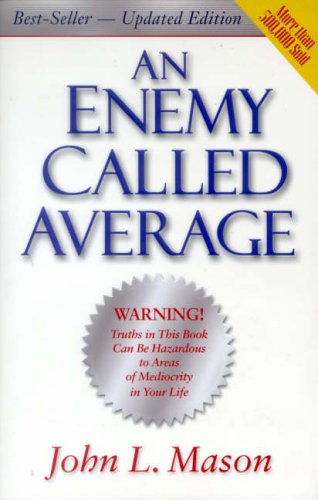 Best-Seller — Updated Edition
More than
500,000 Sold
AN
ENEMY
CALLED
AVERAGE
WARNING!
Truths in This Book
Can Be Hazardous
to Areas
of Mediocrity
in Your Life
John L. Mason